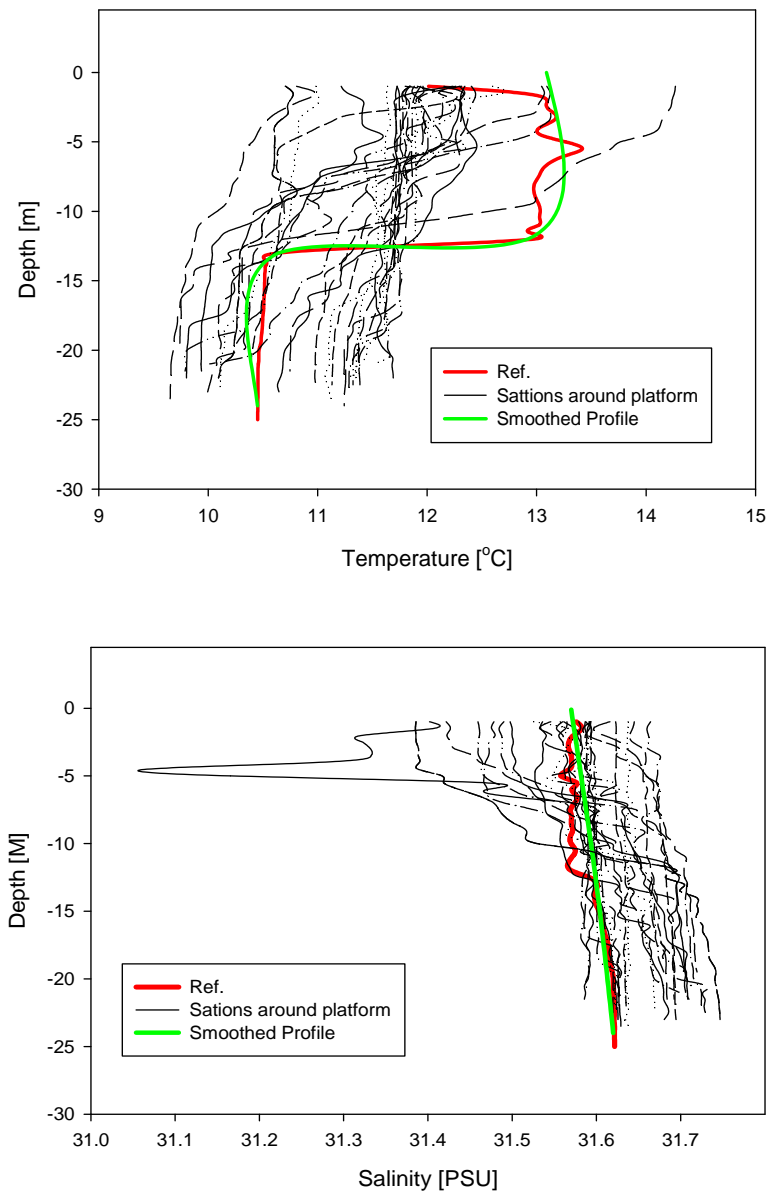 0
-5
-10
-15
-20
-25
-30
Depth [m]
9 10 11 12 13 14 15
Temperature [°C]
Ref.
Sattions around platform
Smoothed Profile
0
-5
-10
-15
-20
-25
-30
Depth [M]
31.0 31.1 31.2 31.3 31.4 31.5 31.6 31.7
Salinity [PSU]
Ref.
Sations around platform
Smoothed Profile